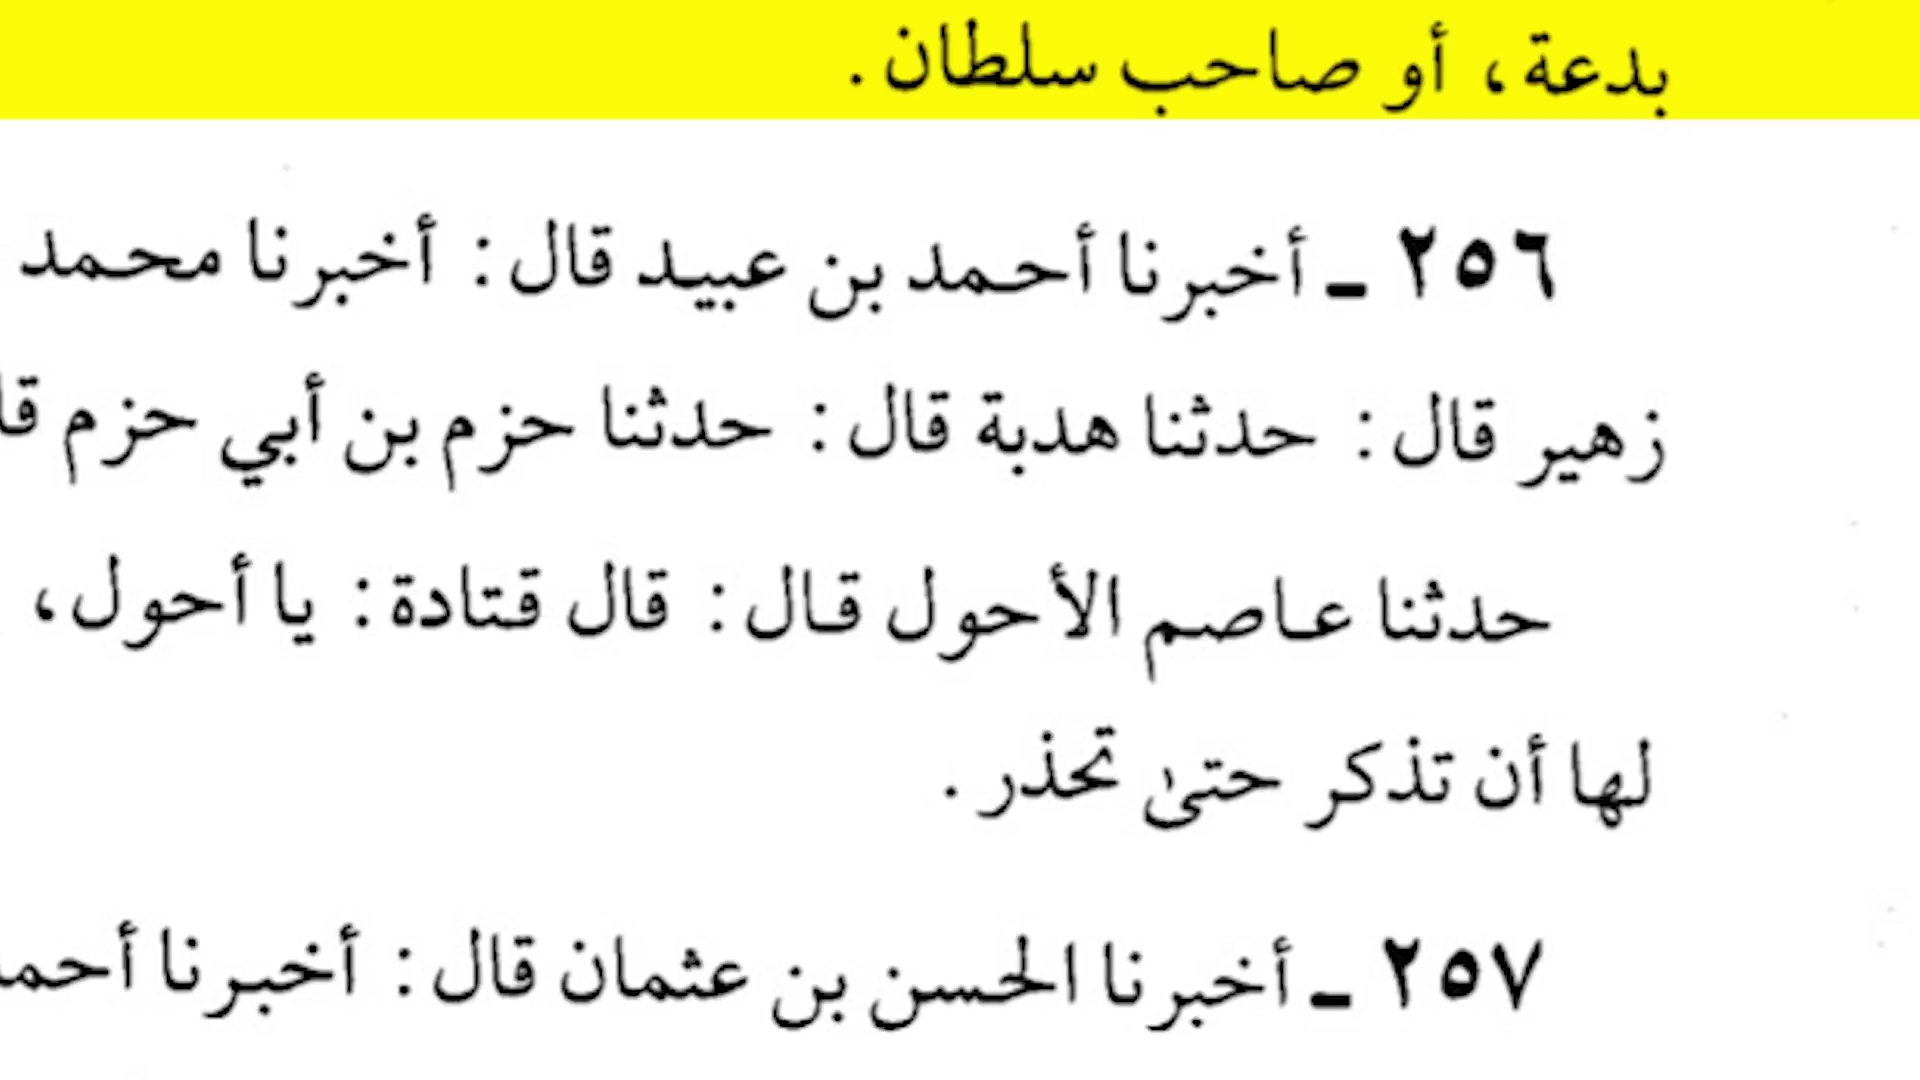 بدعة، أو صاحب سلطان.
٢٥٦ ـ أخبرنا أحمد بن عبيد قال: أخبرنا محمد
زهير قال: حدثنا هدبة قال: حدثنا حزم بن أبي حزم
حدثنا عاصم الأحول قال: قال قتادة: يا أحول،
لها أن تذكر حتىٰ تحذر.
٢٥٧ ـ أخبرنا الحسن بن عثمان قال: أخبرنا